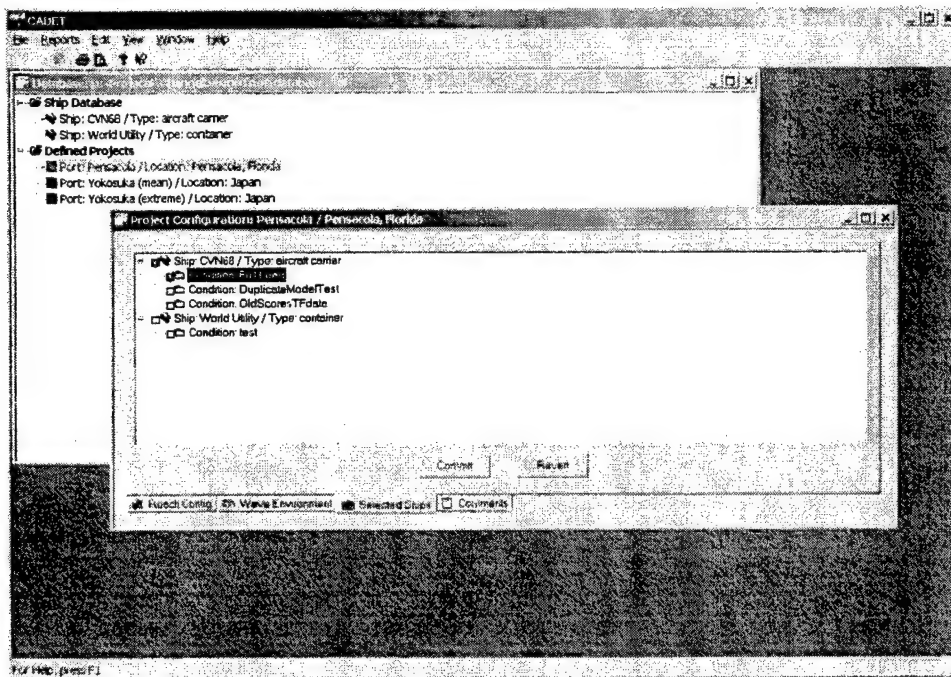 CADET
File Reports Edit View Window Help
Ship Database
Ship: CVN68 / Type: aircraft carrier
Ship: World Utility / Type: container
Defined Projects
Port: Pensacola / Location: Pensacola, Florida
Port: Yokosuka (mean) / Location: Japan
Port: Yokosuka (extreme) / Location: Japan
Project Configuration: Pensacola / Pensacola, Florida
Ship: CVN68 / Type: aircraft carrier
Condition: DuplicateModelTest
Condition: OldScoresTFdata
Ship: World Utility / Type: container
Condition: test
Commit Revert
Reach Config Wave Environment Selected Ships Comments
For Help, press F1